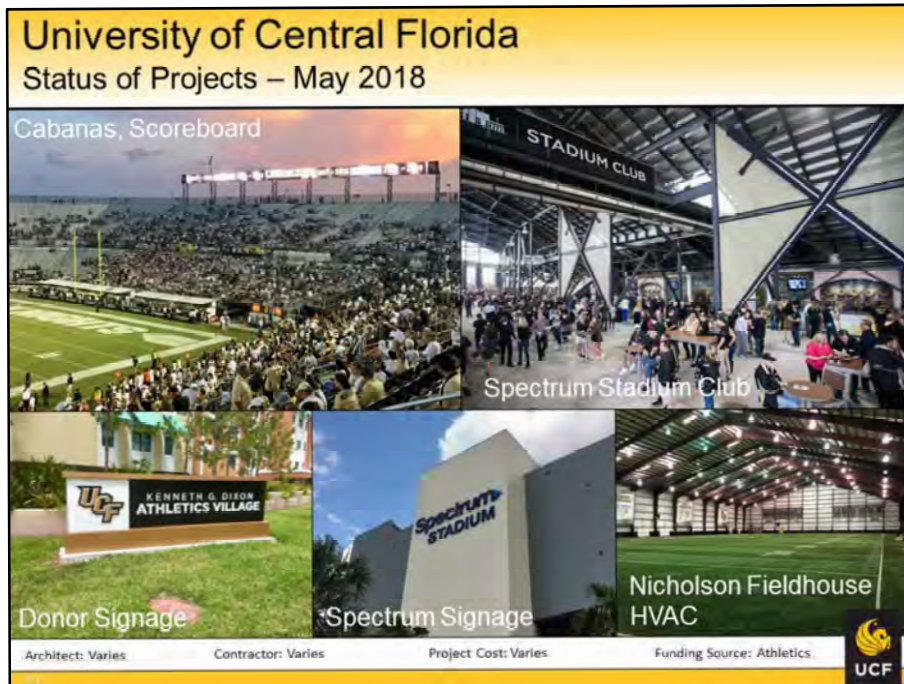 University of Central Florida
Status of Projects – May 2018
Cabanas, Scoreboard
STADIUM CLUB
Spectrum Stadium Club
UCF
KENNETH G. DIXON
ATHLETICS VILLAGE
Donor Signage
Spectrum
STADIUM
Spectrum Signage
Nicholson Fieldhouse
HVAC
Architect: Varies
Contractor: Varies
Project Cost: Varies
Funding Source: Athletics
UCF